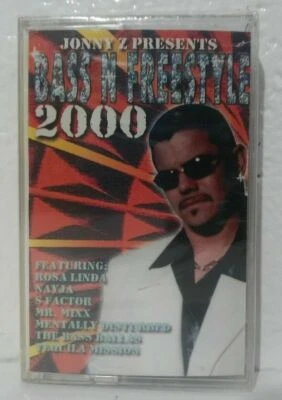 JONNY Z PRESENTS
BASS N FREESTYLE
2000
FEATURING:
ROSA LINDA
NAYJA
S FACTOR
MR. MIXX
MENTALLY DISTURBED
THE BASS BALLAS
TEQUILA MISSION